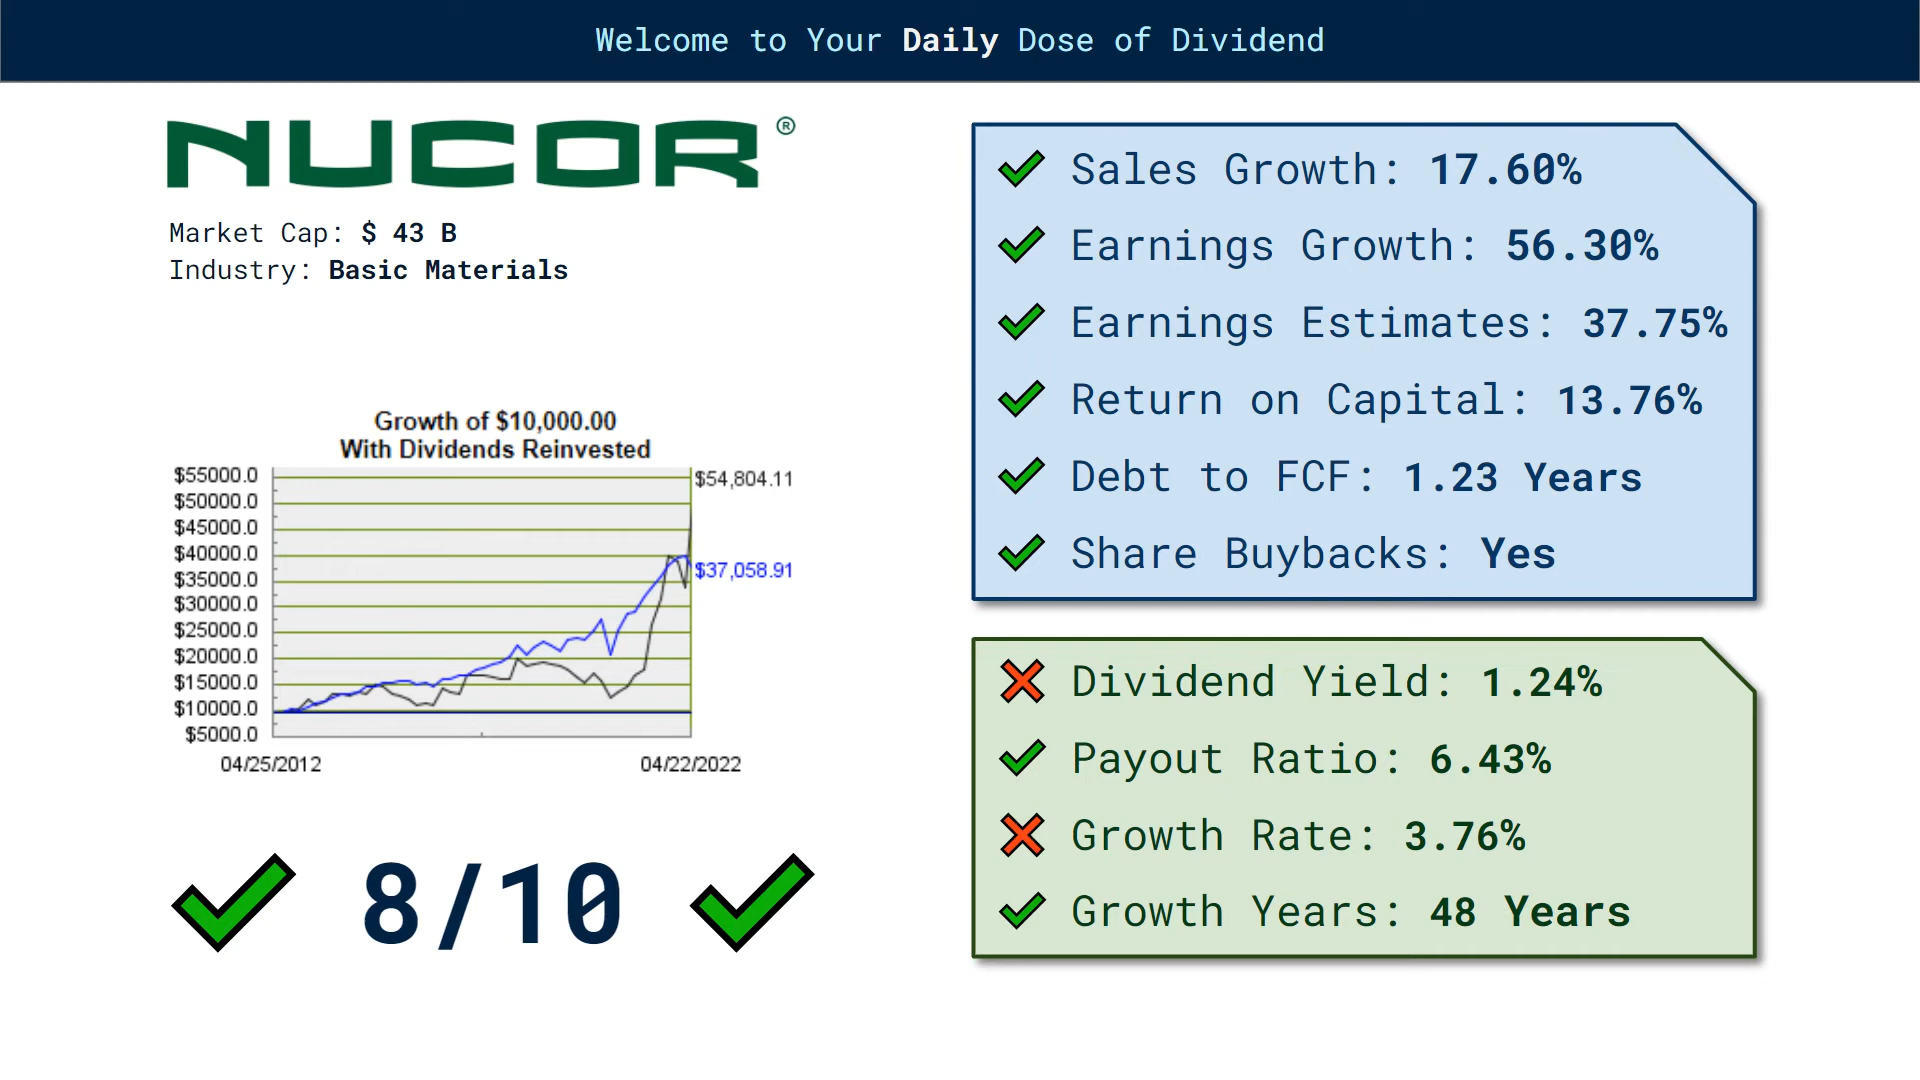 Welcome to Your Daily Dose of Dividend
NUCOR ®
Market Cap: $ 43 B
Industry: Basic Materials
Growth of $10,000.00
With Dividends Reinvested
$55000.0
$50000.0
$45000.0
$40000.0
$35000.0
$30000.0
$25000.0
$20000.0
$15000.0
$10000.0
$5000.0
$54,804.11
$37,058.91
04/25/2012
04/22/2022
8/10
Sales Growth: 17.60%
Earnings Growth: 56.30%
Earnings Estimates: 37.75%
Return on Capital: 13.76%
Debt to FCF: 1.23 Years
Share Buybacks: Yes
Dividend Yield: 1.24%
Payout Ratio: 6.43%
Growth Rate: 3.76%
Growth Years: 48 Years